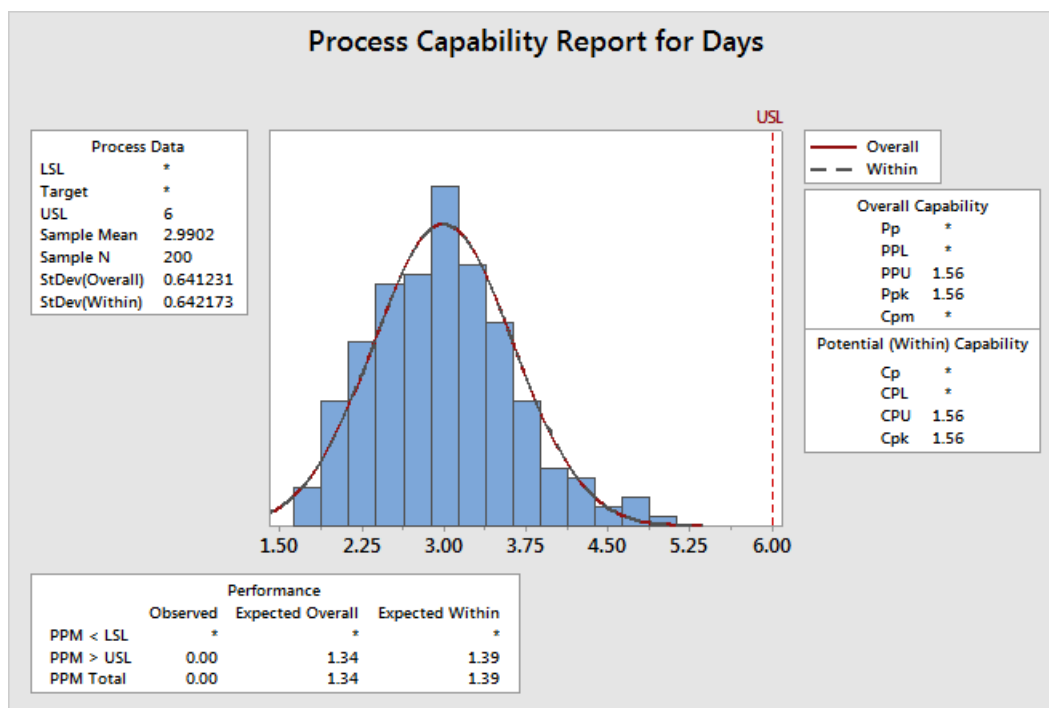 Process Capability Report for Days
USL
Process Data
LSL *
Target *
USL 6
Sample Mean 2.9902
Sample N 200
StDev(Overall) 0.641231
StDev(Within) 0.642173
Overall
Within
Overall Capability
Pp *
PPL *
PPU 1.56
Ppk 1.56
Cpm *
Potential (Within) Capability
Cp *
CPL *
CPU 1.56
Cpk 1.56
1.50 2.25 3.00 3.75 4.50 5.25 6.00
Performance
Observed Expected Overall Expected Within
PPM < LSL * * *
PPM > USL 0.00 1.34 1.39
PPM Total 0.00 1.34 1.39